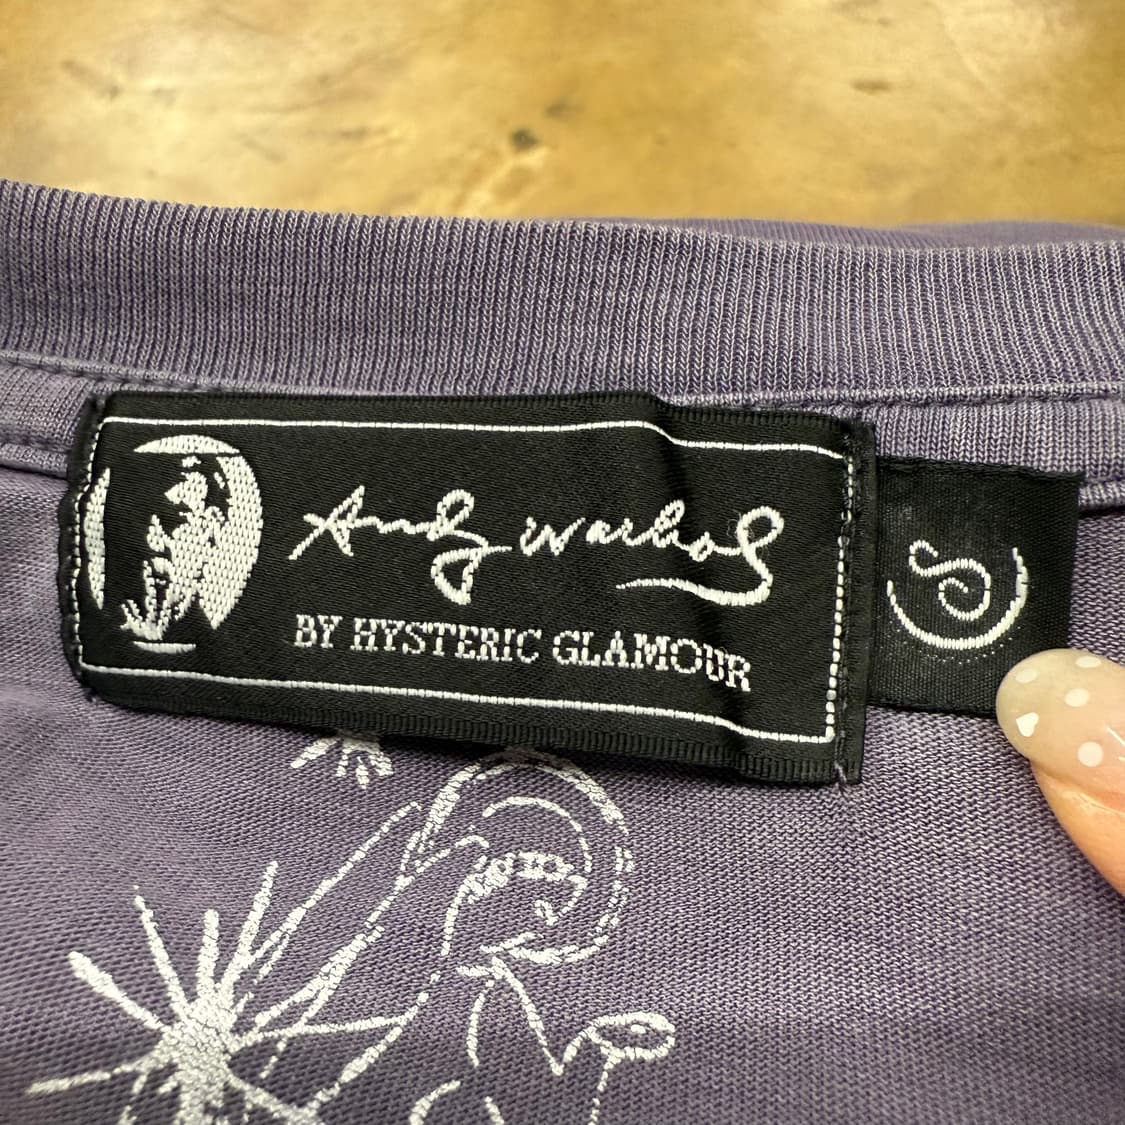 Andy Warhol
BY HYSTERIC GLAMOUR
S